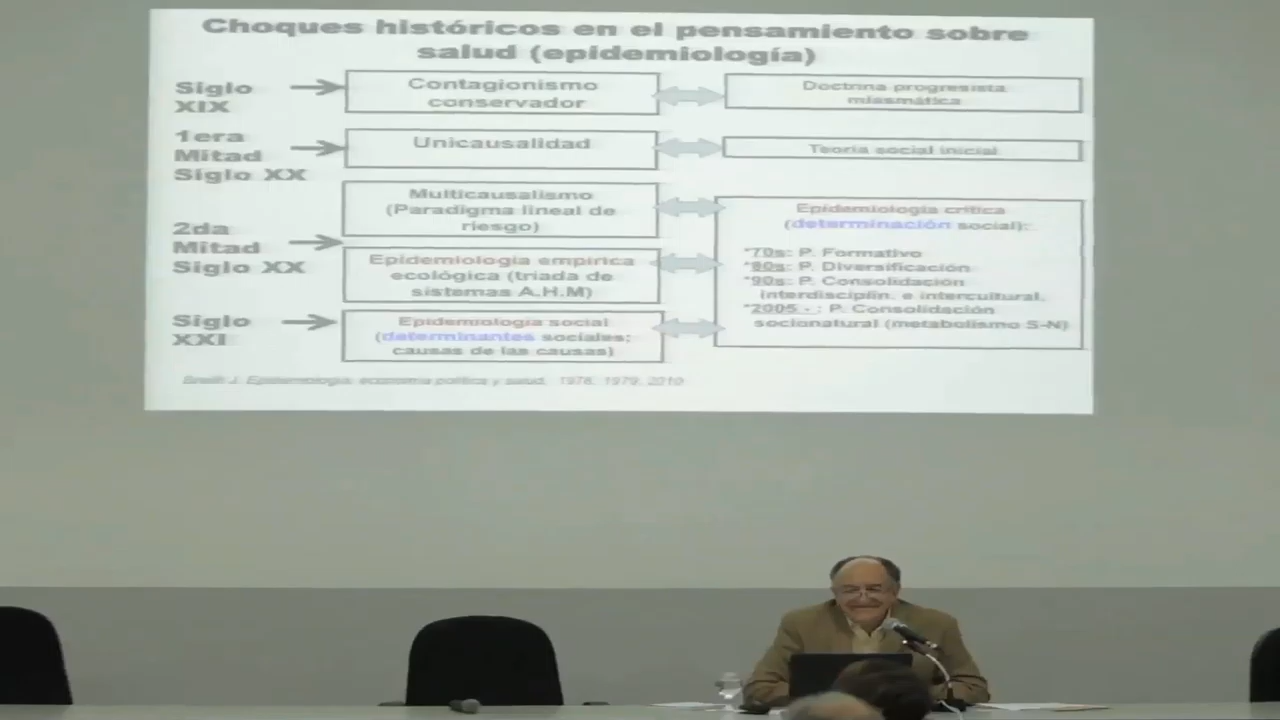 Choques históricos en el pensamiento sobre
salud (epidemiología)
Siglo
XIX
Contagionismo
conservador
Doctrina progresista
miasmática
1era
Mitad
Siglo XX
Unicausalidad
Teoría social inicial
2da
Mitad
Siglo XX
Multicausalismo
(Paradigma lineal de
riesgo)
Epidemiología empírica
ecológica (triada de
sistemas A.H.M)
Epidemiología crítica
(determinación social):
*70s: P. Formativo
*80s: P. Diversificación
*90s: P. Consolidación
interdisciplin. e intercultural.
*2005 - : P. Consolidación
socionatural (metabolismo S-N)
Siglo
XXI
Epidemiología social
(determinantes sociales;
causas de las causas)
Breilh J. Epidemiología: economía política y salud. 1978, 1979, 2010